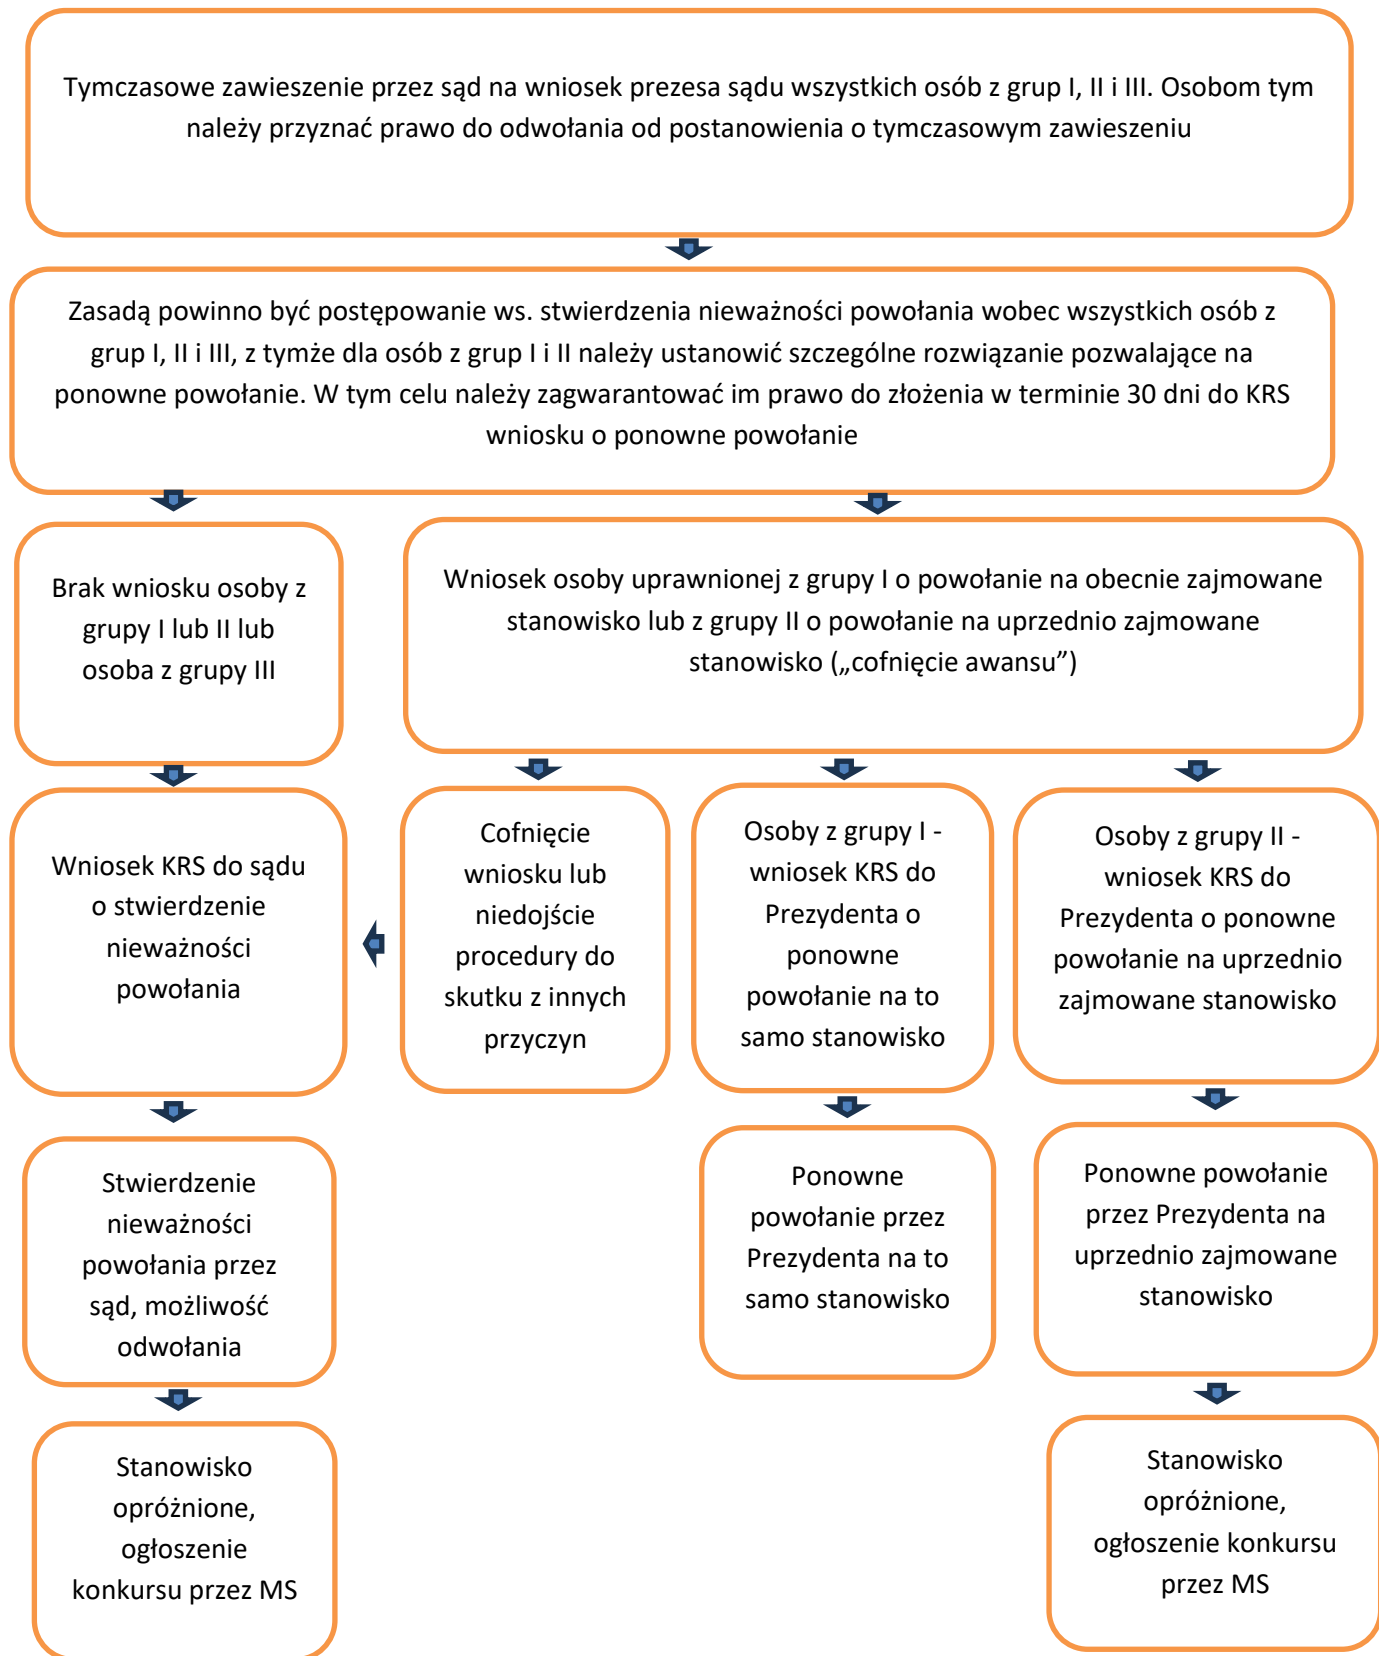 Tymczasowe zawieszenie przez sąd na wniosek prezesa sądu wszystkich osób z grup I, II i III. Osobom tym
należy przyznać prawo do odwołania od postanowienia o tymczasowym zawieszeniu
Zasadą powinno być postępowanie ws. stwierdzenia nieważności powołania wobec wszystkich osób z
grup I, II i III, z tymże dla osób z grup I i II należy ustanowić szczególne rozwiązanie pozwalające na
ponowne powołanie. W tym celu należy zagwarantować im prawo do złożenia w terminie 30 dni do KRS
wniosku o ponowne powołanie
Brak wniosku osoby z
grupy I lub II lub
osoba z grupy III
Wniosek osoby uprawnionej z grupy I o powołanie na obecnie zajmowane
stanowisko lub z grupy II o powołanie na uprzednio zajmowane
stanowisko („cofnięcie awansu”)
Wniosek KRS do sądu
o stwierdzenie
nieważności
powołania
Cofnięcie
wniosku lub
niedojście
procedury do
skutku z innych
przyczyn
Osoby z grupy I -
wniosek KRS do
Prezydenta o
ponowne
powołanie na to
samo stanowisko
Osoby z grupy II -
wniosek KRS do
Prezydenta o ponowne
powołanie na uprzednio
zajmowane stanowisko
Stwierdzenie
nieważności
powołania przez
sąd, możliwość
odwołania
Ponowne
powołanie przez
Prezydenta na to
samo stanowisko
Ponowne powołanie
przez Prezydenta na
uprzednio zajmowane
stanowisko
Stanowisko
opróżnione,
ogłoszenie
konkursu przez MS
Stanowisko
opróżnione,
ogłoszenie konkursu
przez MS